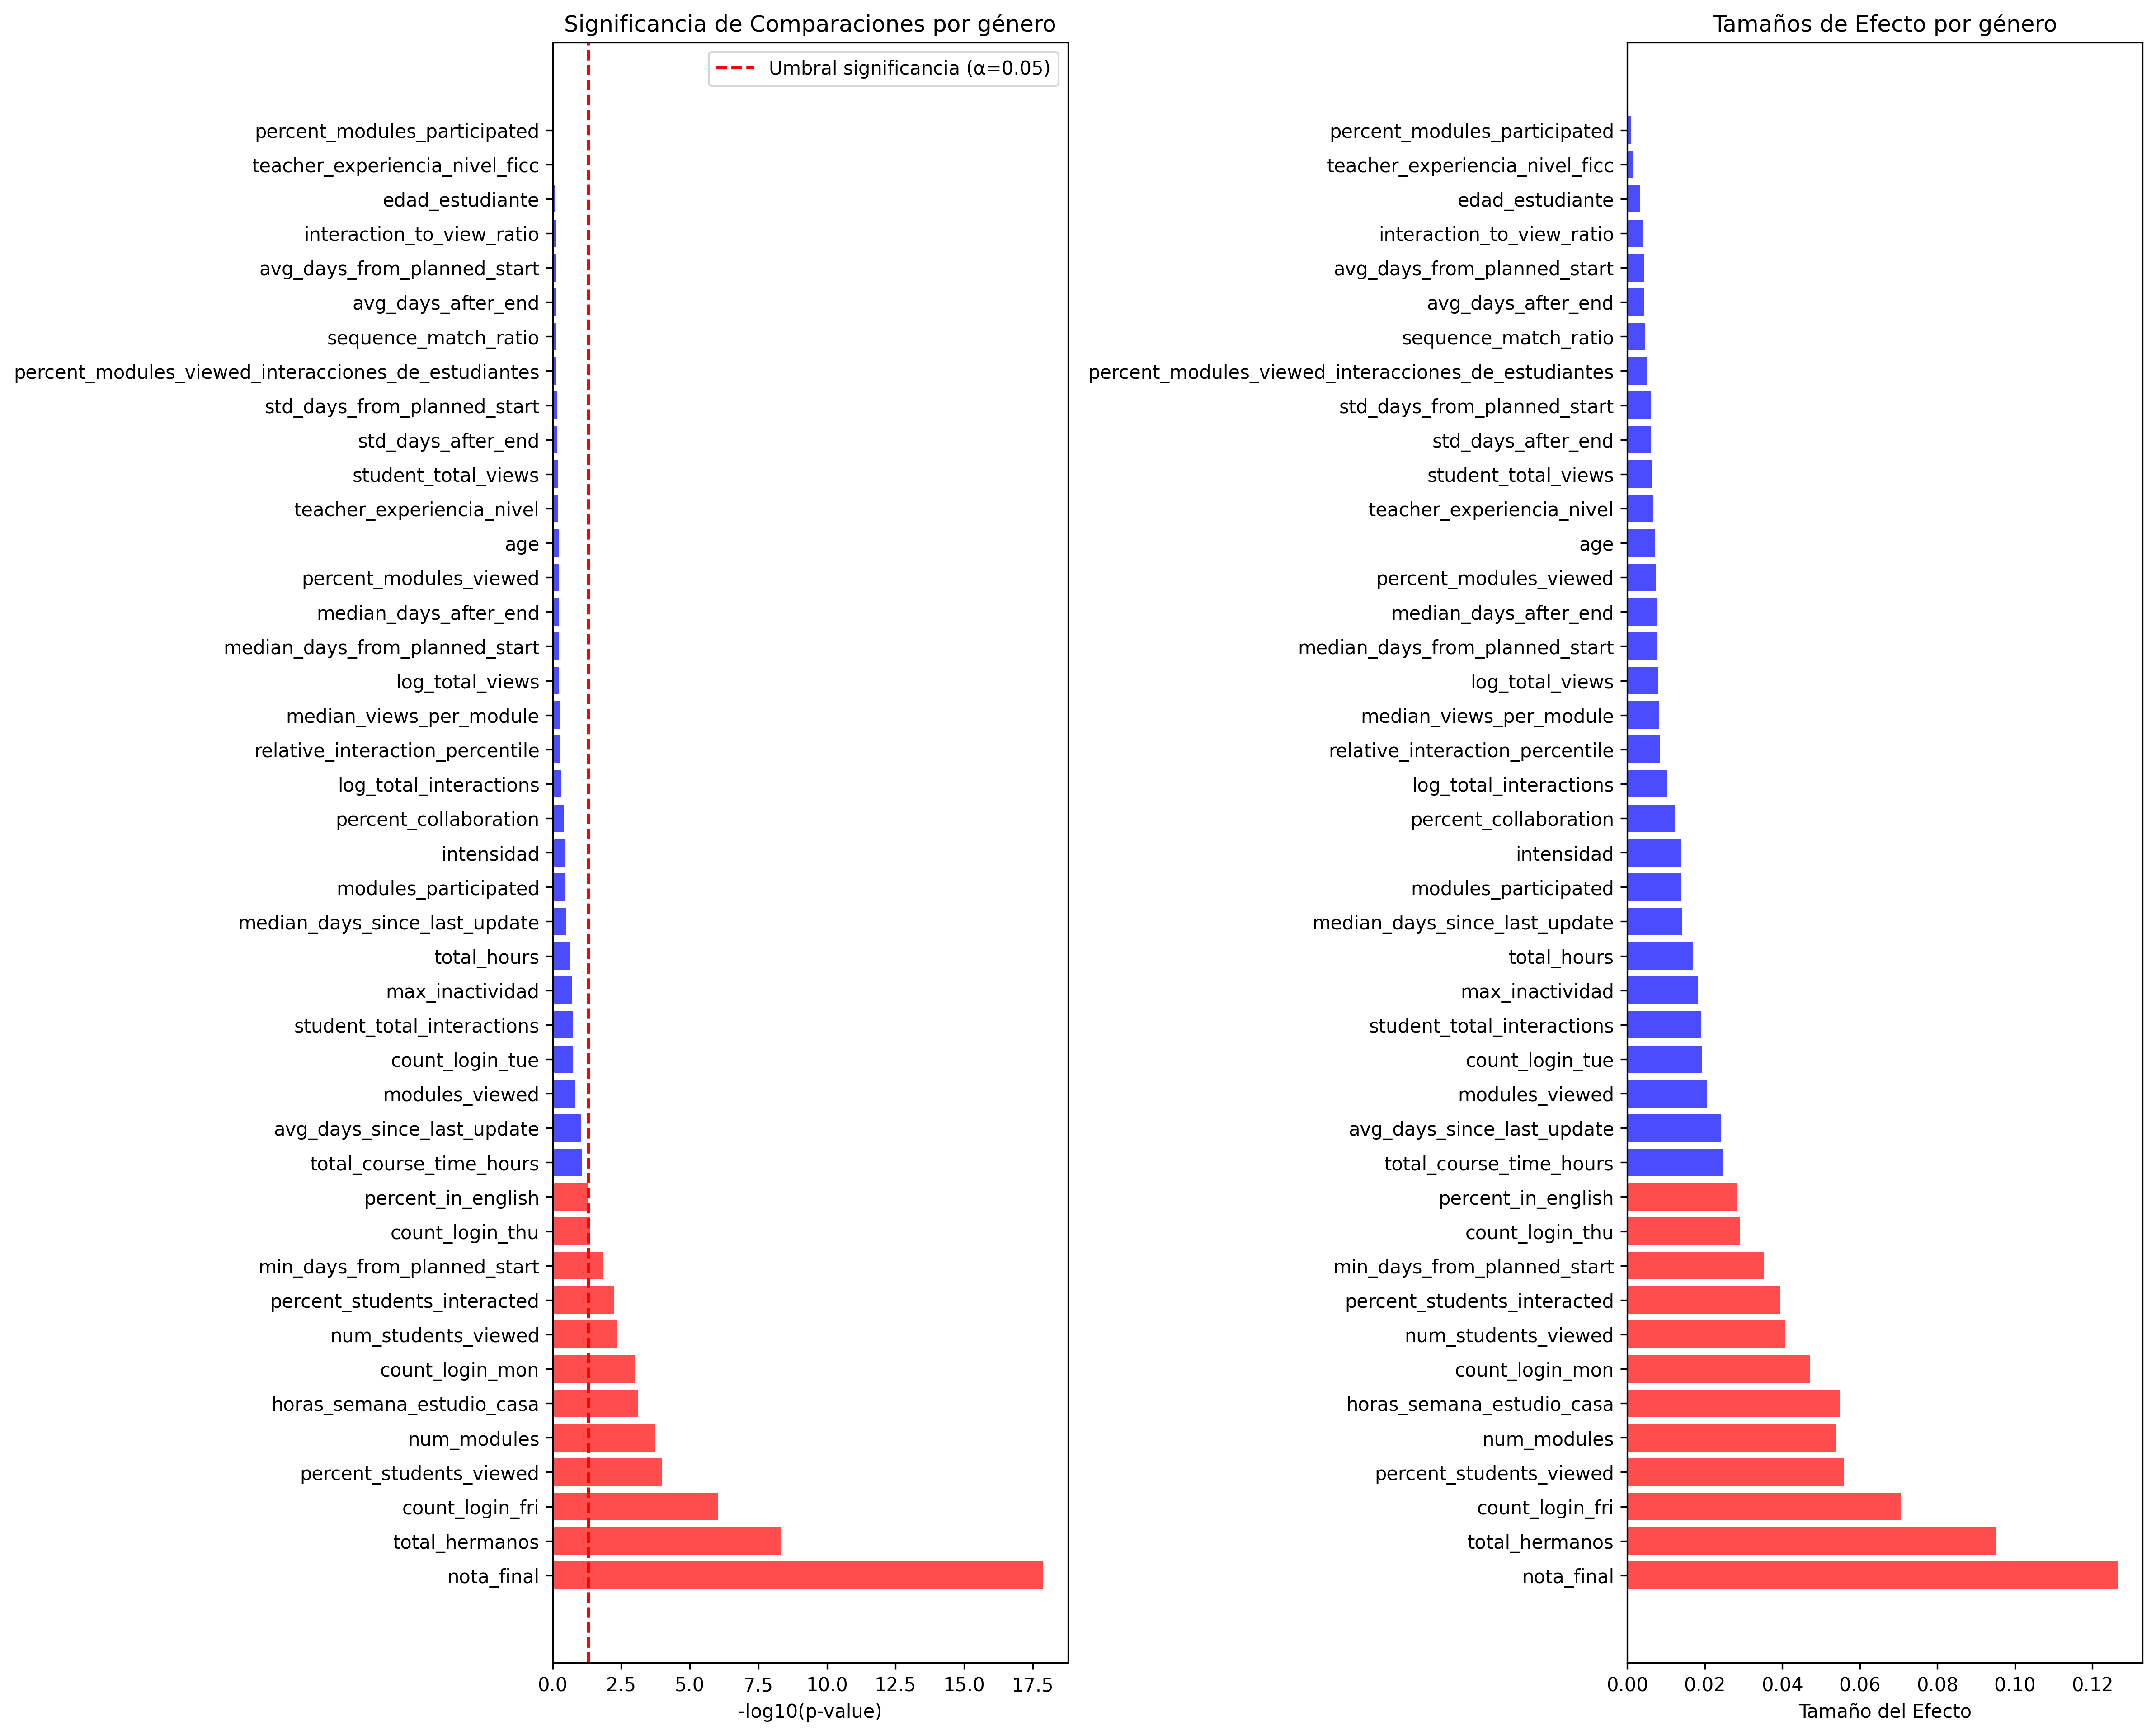 Significancia de Comparaciones por género
Umbral significancia (α=0.05)
percent_modules_participated
teacher_experiencia_nivel_ficc
edad_estudiante
interaction_to_view_ratio
avg_days_from_planned_start
avg_days_after_end
sequence_match_ratio
percent_modules_viewed_interacciones_de_estudiantes
std_days_from_planned_start
std_days_after_end
student_total_views
teacher_experiencia_nivel
age
percent_modules_viewed
median_days_after_end
median_days_from_planned_start
log_total_views
median_views_per_module
relative_interaction_percentile
log_total_interactions
percent_collaboration
intensidad
modules_participated
median_days_since_last_update
total_hours
max_inactividad
student_total_interactions
count_login_tue
modules_viewed
avg_days_since_last_update
total_course_time_hours
percent_in_english
count_login_thu
min_days_from_planned_start
percent_students_interacted
num_students_viewed
count_login_mon
horas_semana_estudio_casa
num_modules
percent_students_viewed
count_login_fri
total_hermanos
nota_final
0.0 2.5 5.0 7.5 10.0 12.5 15.0 17.5
-log10(p-value)
Tamaños de Efecto por género
percent_modules_participated
teacher_experiencia_nivel_ficc
edad_estudiante
interaction_to_view_ratio
avg_days_from_planned_start
avg_days_after_end
sequence_match_ratio
percent_modules_viewed_interacciones_de_estudiantes
std_days_from_planned_start
std_days_after_end
student_total_views
teacher_experiencia_nivel
age
percent_modules_viewed
median_days_after_end
median_days_from_planned_start
log_total_views
median_views_per_module
relative_interaction_percentile
log_total_interactions
percent_collaboration
intensidad
modules_participated
median_days_since_last_update
total_hours
max_inactividad
student_total_interactions
count_login_tue
modules_viewed
avg_days_since_last_update
total_course_time_hours
percent_in_english
count_login_thu
min_days_from_planned_start
percent_students_interacted
num_students_viewed
count_login_mon
horas_semana_estudio_casa
num_modules
percent_students_viewed
count_login_fri
total_hermanos
nota_final
0.00 0.02 0.04 0.06 0.08 0.10 0.12
Tamaño del Efecto